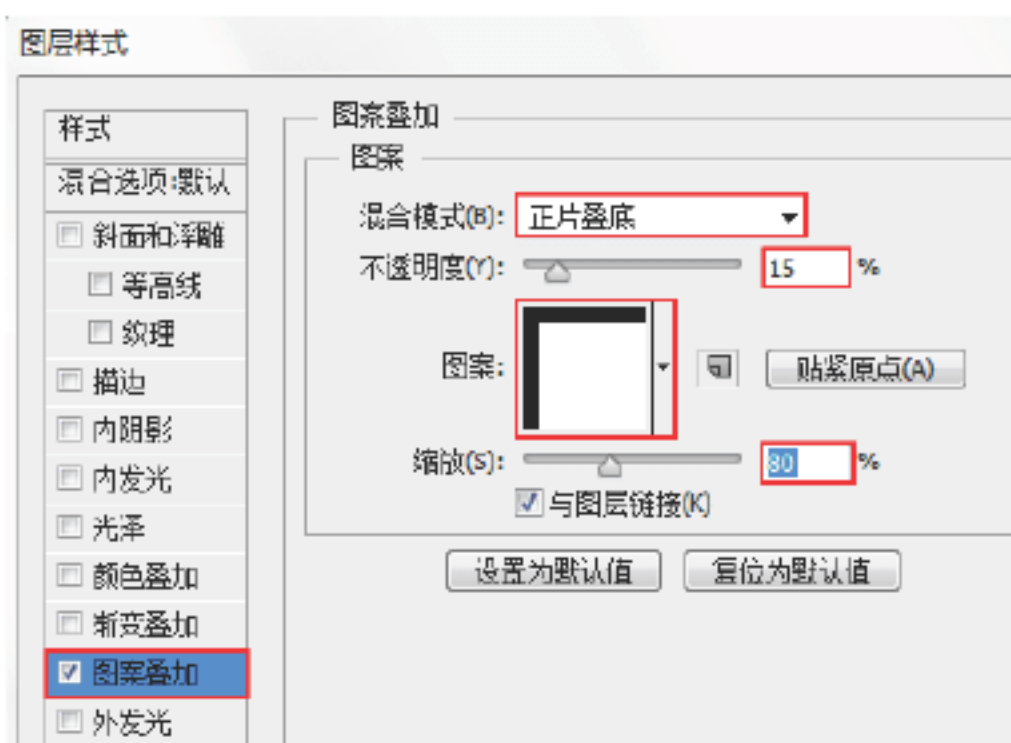 图层样式
样式
混合选项:默认
斜面和浮雕
等高线
纹理
描边
内阴影
内发光
光泽
颜色叠加
渐变叠加
图案叠加
外发光
图案叠加
图案
混合模式(B): 正片叠底
不透明度(Y): 15 %
图案: 贴紧原点(A)
缩放(S): 80 %
与图层链接(K)
设置为默认值 复位为默认值